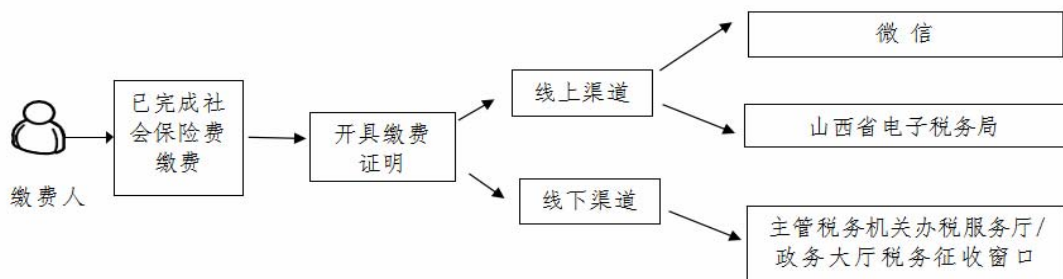 缴费人
已完成社
会保险费
缴费
开具缴费
证明
线上渠道
线下渠道
微 信
山西省电子税务局
主管税务机关办税服务厅/
政务大厅税务征收窗口